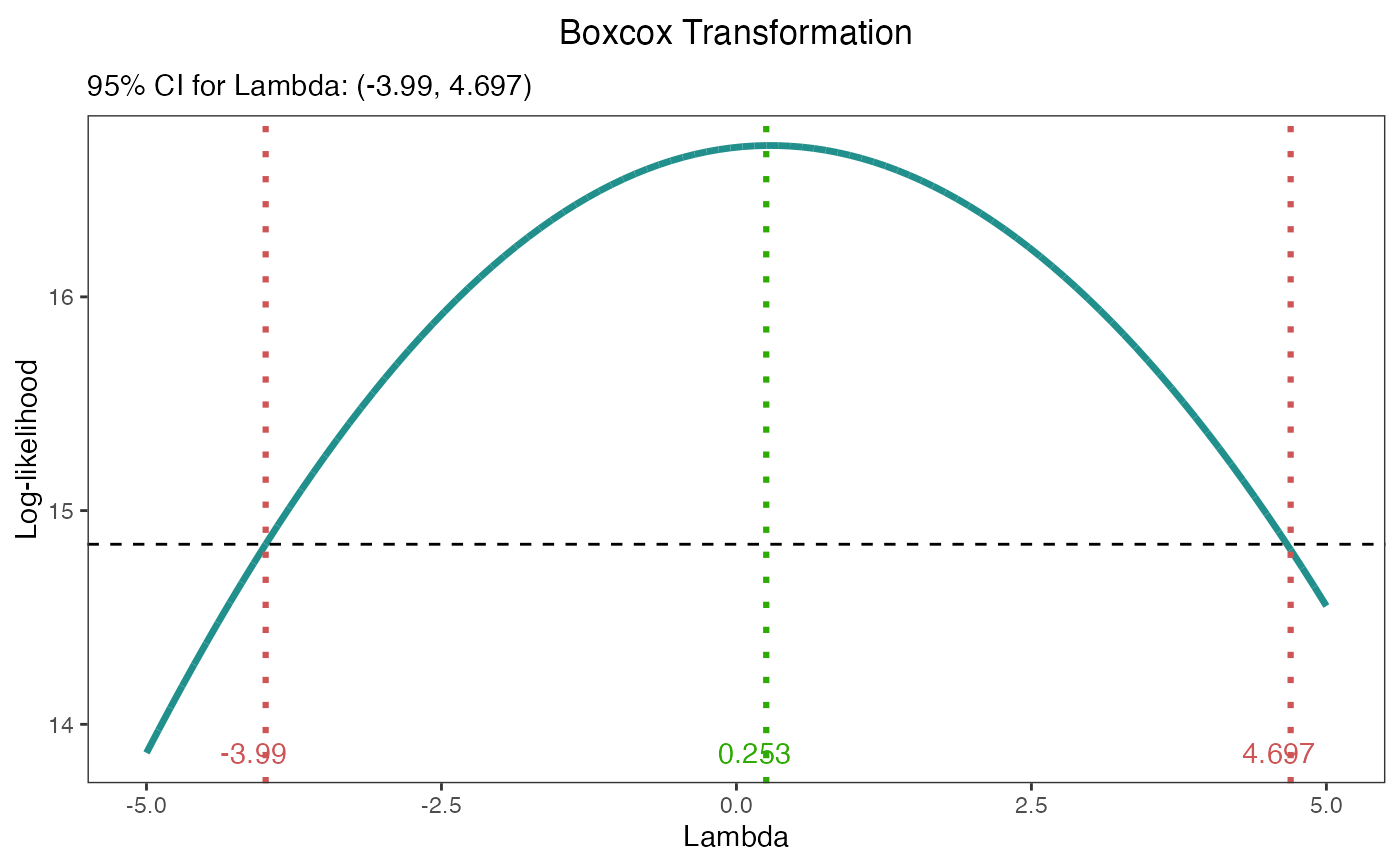 Boxcox Transformation
95% CI for Lambda: (-3.99, 4.697)
Log-likelihood
16
15
14
-3.99
0.253
4.697
-5.0
-2.5
0.0
2.5
5.0
Lambda